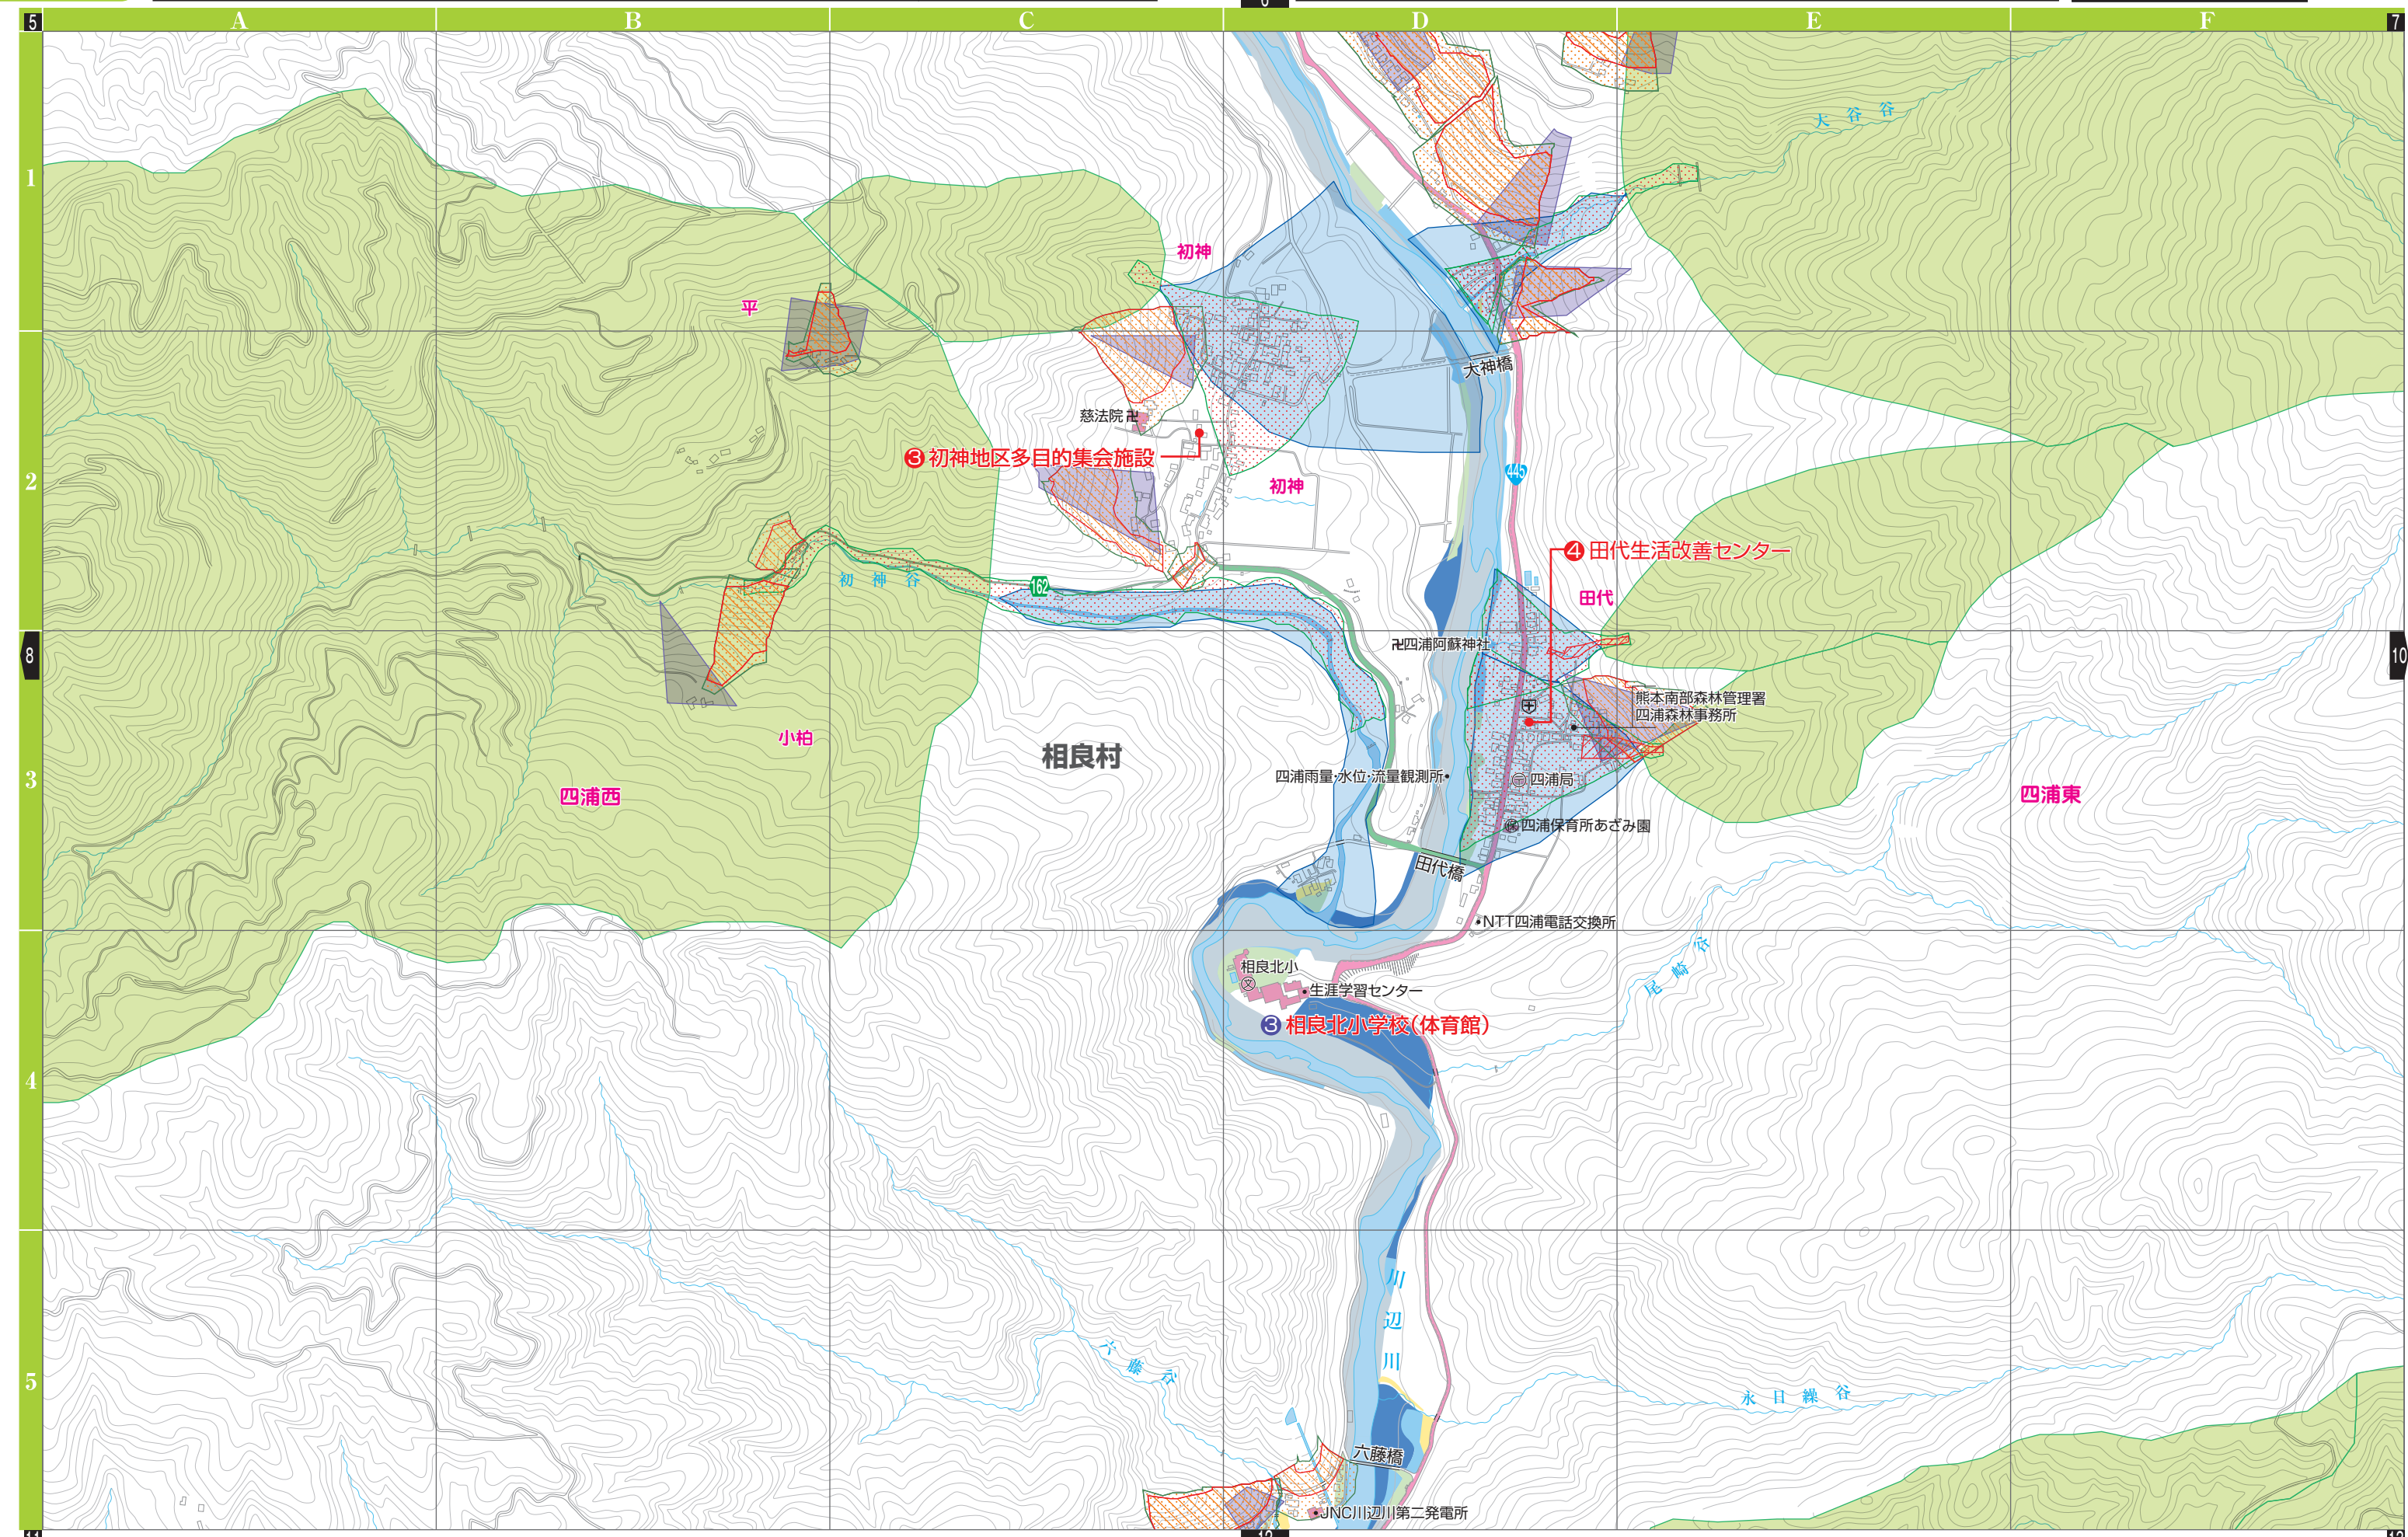 5
A
B
C
D
E
F
7
1
2
3
4
5
8
10
大谷谷
初神
平
大神橋
慈法院
3 初神地区多目的集会施設
445
初神
4 田代生活改善センター
162
初神谷
田代
四浦阿蘇神社
熊本南部森林管理署
四浦森林事務所
小柏
相良村
四浦雨量・水位・流量観測所
四浦局
四浦西
四浦東
保 四浦保育所あざみ園
田代橋
NTT四浦電話交換所
尾崎谷
相良北小
文
生涯学習センター
3 相良北小学校(体育館)
川辺川
六藤谷
永目繰谷
六藤橋
JNC川辺川第二発電所